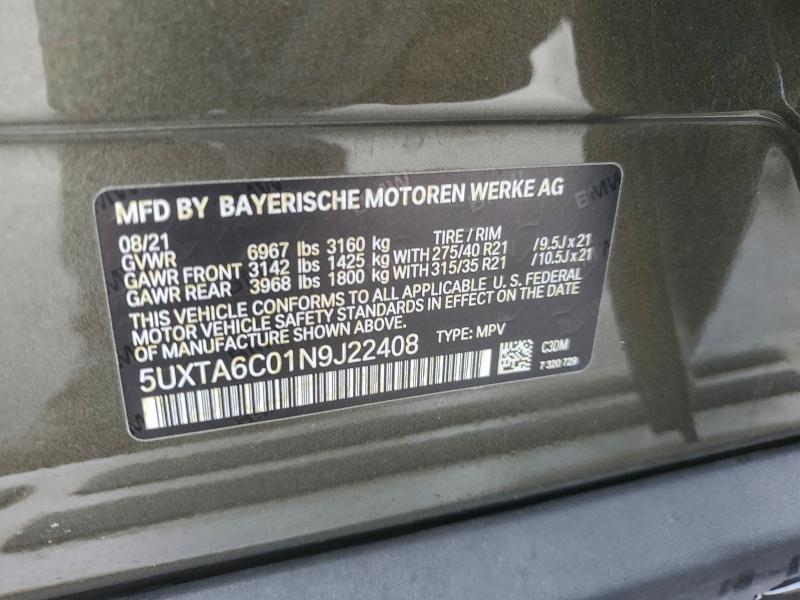 MFD BY BAYERISCHE MOTOREN WERKE AG
08/21 TIRE / RIM
GVWR 6967 lbs 3160 kg
GAWR FRONT 3142 lbs 1425 kg WITH 275/40 R21 /9.5J x 21
GAWR REAR 3968 lbs 1800 kg WITH 315/35 R21 /10.5J x 21
THIS VEHICLE CONFORMS TO ALL APPLICABLE U. S. FEDERAL
MOTOR VEHICLE SAFETY STANDARDS IN EFFECT ON THE DATE
OF MANUFACTURE SHOWN ABOVE. TYPE: MPV
5UXTA6C01N9J22408
C3DM
7 320 729